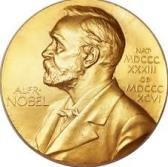 ALFR·
NOBEL
NAT·
MDCCC
XXXIII
OB·
MDCCC
XCVI